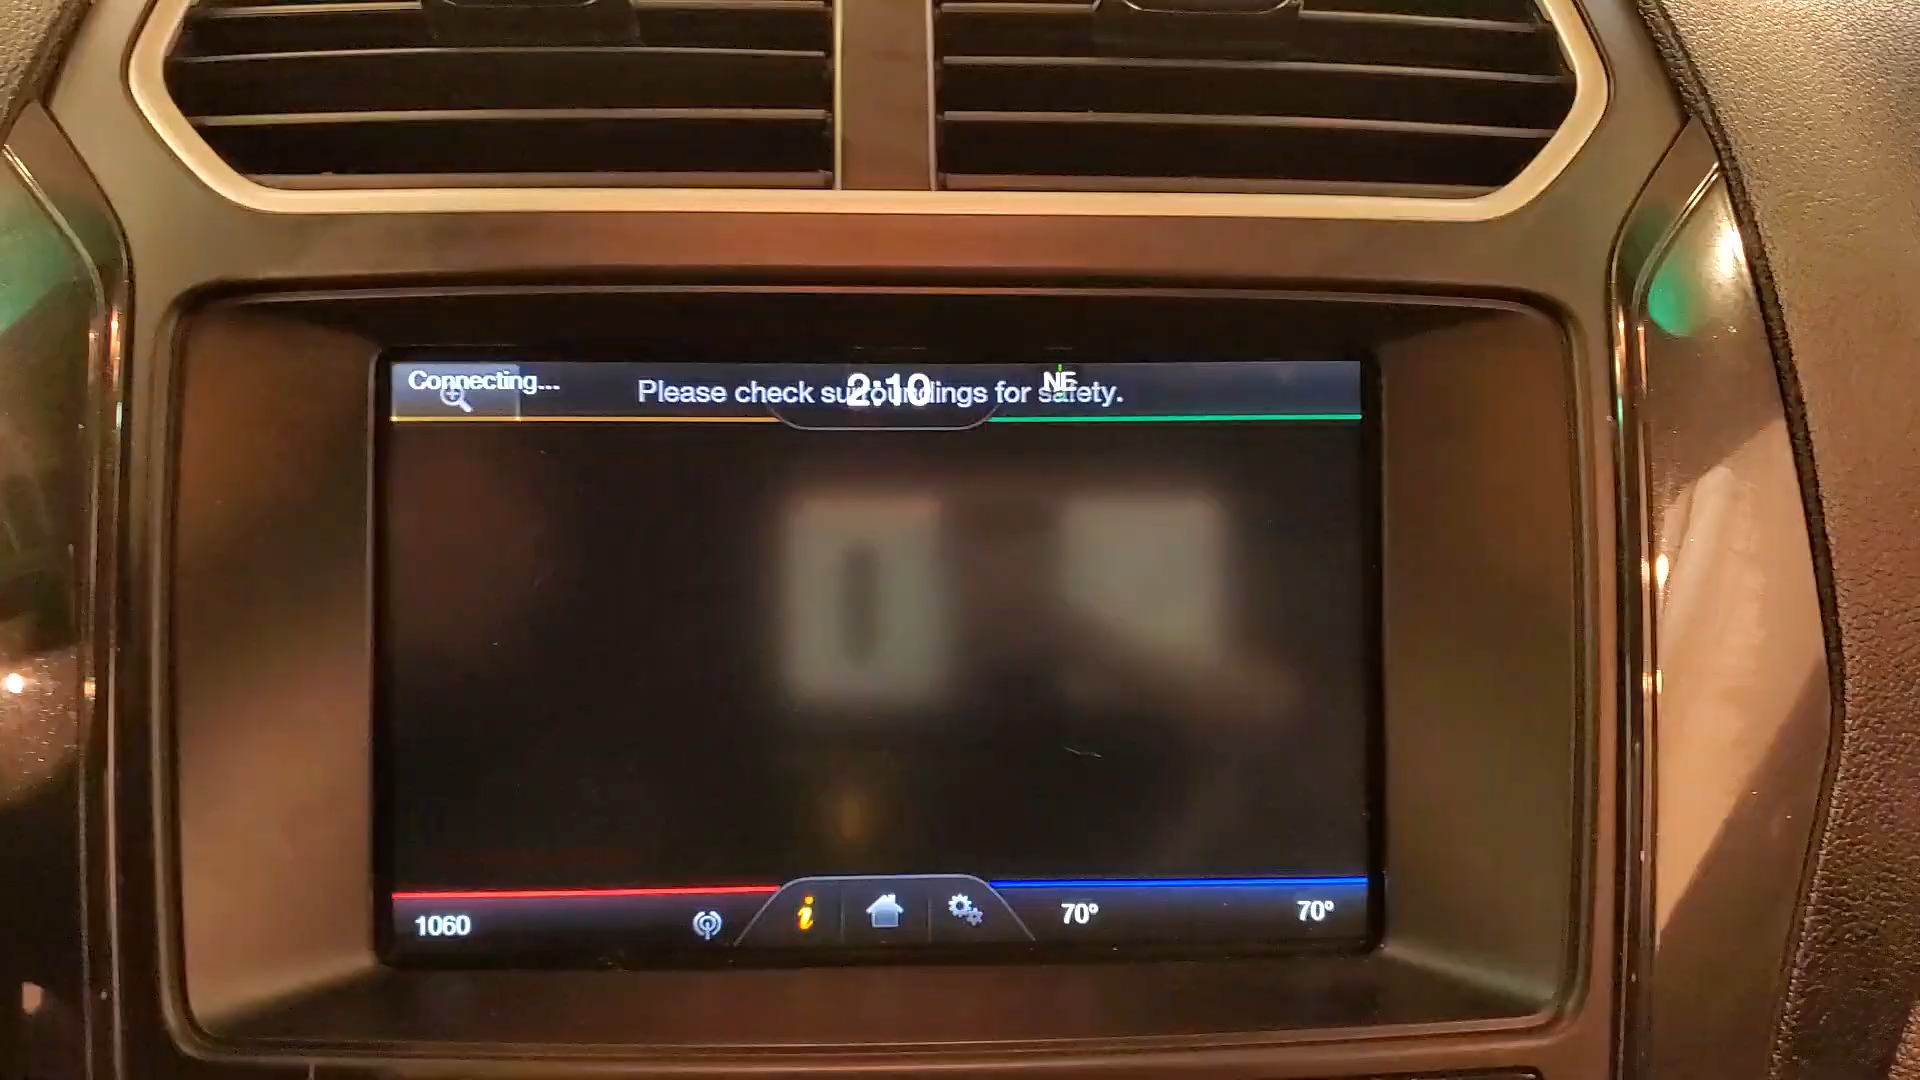 Connecting...
Please check surroundings for safety.
2:10
NE
1060
70°
70°